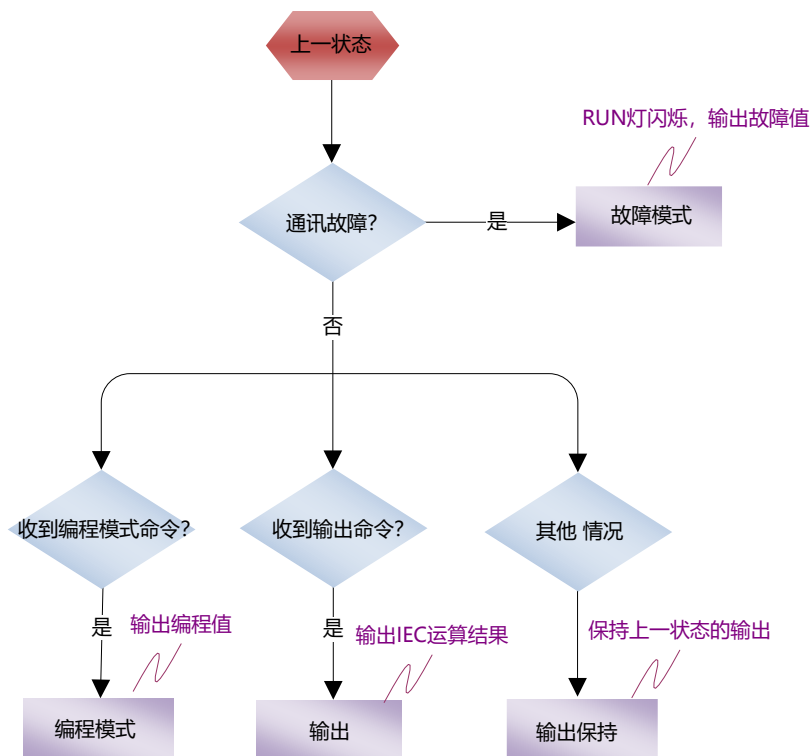 上一状态
RUN灯闪烁，输出故障值
通讯故障？
是
故障模式
否
收到编程模式命令？
收到输出命令？
其他 情况
是
输出编程值
是
输出IEC运算结果
保持上一状态的输出
编程模式
输出
输出保持